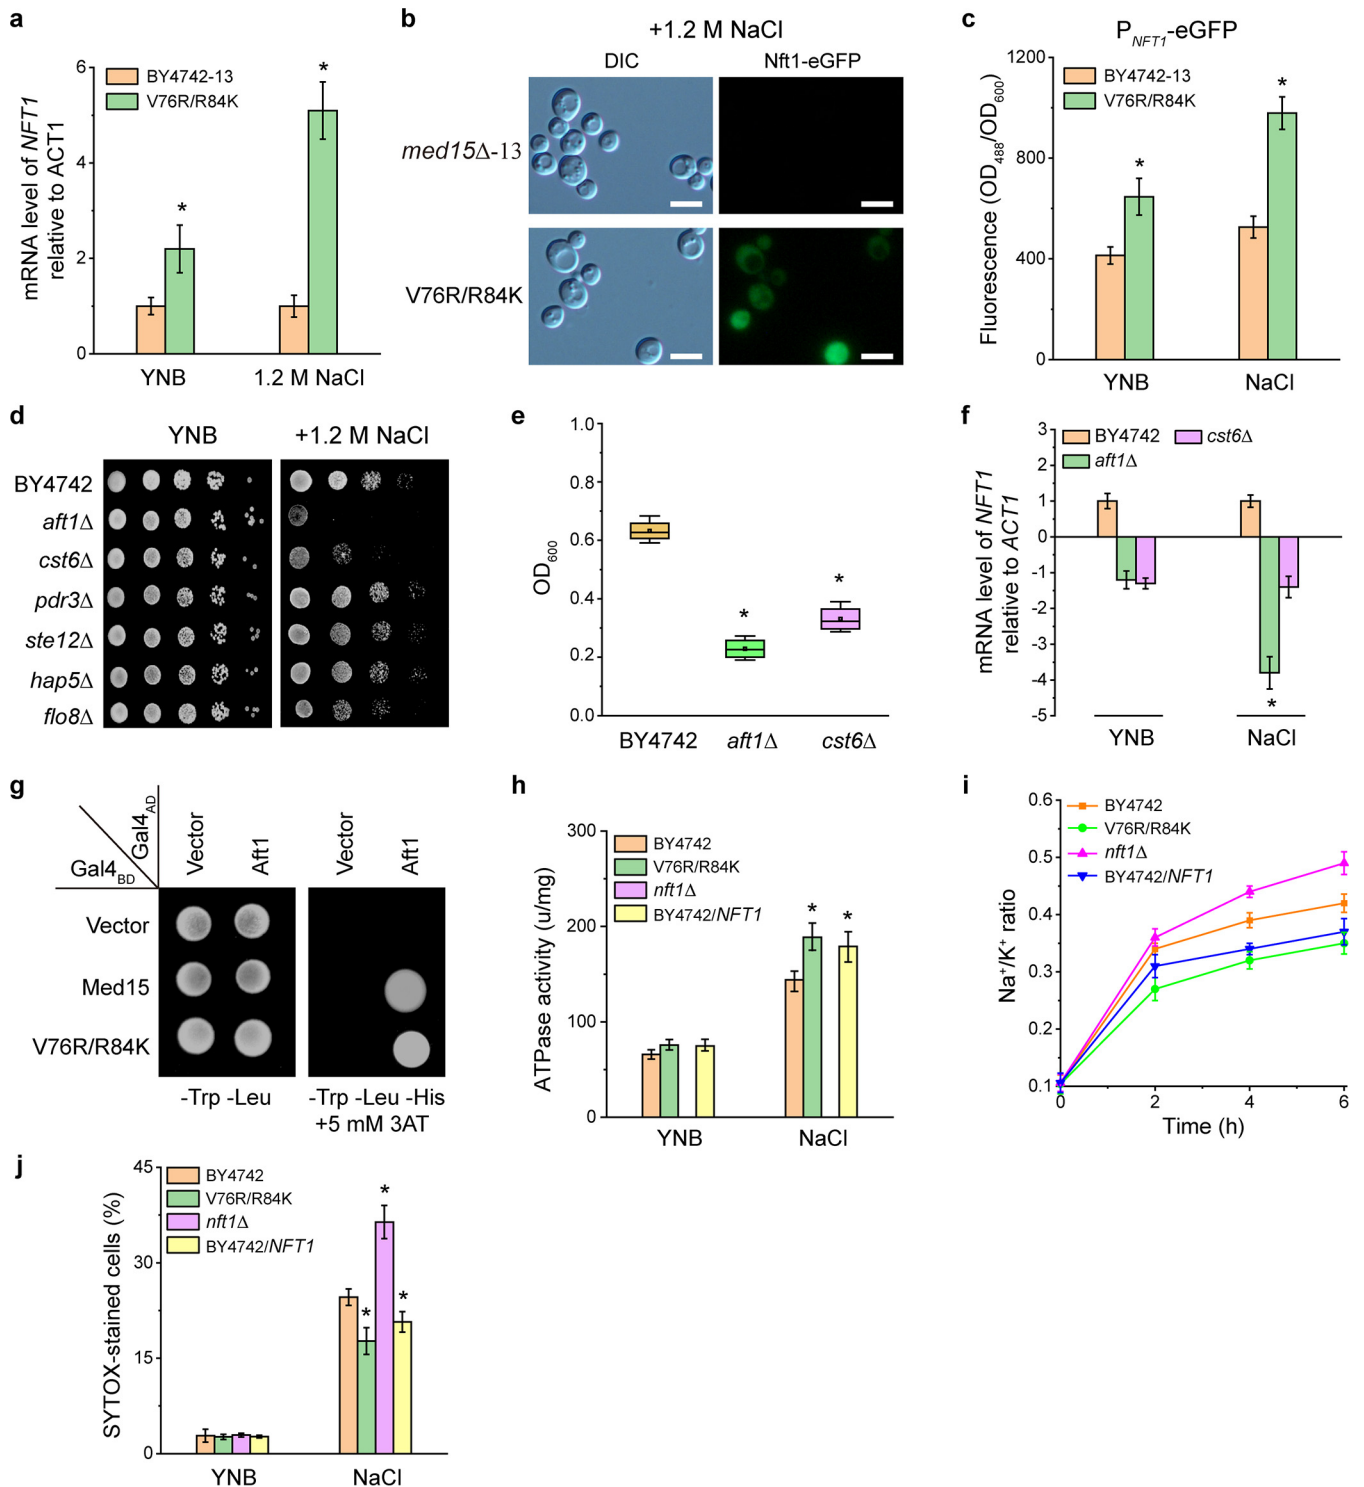 a
mRNA level of NFT1
relative to ACT1
6
4
2
0
BY4742-13
V76R/R84K
*
*
YNB
1.2 M NaCl
b
+1.2 M NaCl
DIC
Nft1-eGFP
med15Δ-13
V76R/R84K
c
PNFT1-eGFP
Fluorescence (OD488/OD600)
1200
800
400
0
BY4742-13
V76R/R84K
*
*
YNB
NaCl
d
YNB
+1.2 M NaCl
BY4742
aft1Δ
cst6Δ
pdr3Δ
ste12Δ
hap5Δ
flo8Δ
e
OD600
1.0
0.8
0.6
0.4
0.2
0.0
*
*
BY4742
aft1Δ
cst6Δ
f
mRNA level of NFT1
relative to ACT1
3
2
1
0
-1
-2
-3
-4
-5
BY4742
cst6Δ
aft1Δ
*
YNB
NaCl
g
Gal4AD
Gal4BD
Vector
Aft1
Vector
Aft1
Vector
Med15
V76R/R84K
-Trp -Leu
-Trp -Leu -His
+5 mM 3AT
h
ATPase activity (u/mg)
300
200
100
0
BY4742
V76R/R84K
nft1Δ
BY4742/NFT1
*
*
YNB
NaCl
i
Na+/K+ ratio
0.6
0.5
0.4
0.3
0.2
0.1
BY4742
V76R/R84K
nft1Δ
BY4742/NFT1
0
2
4
6
Time (h)
j
SYTOX-stained cells (%)
45
30
15
0
BY4742
V76R/R84K
nft1Δ
BY4742/NFT1
*
*
*
YNB
NaCl